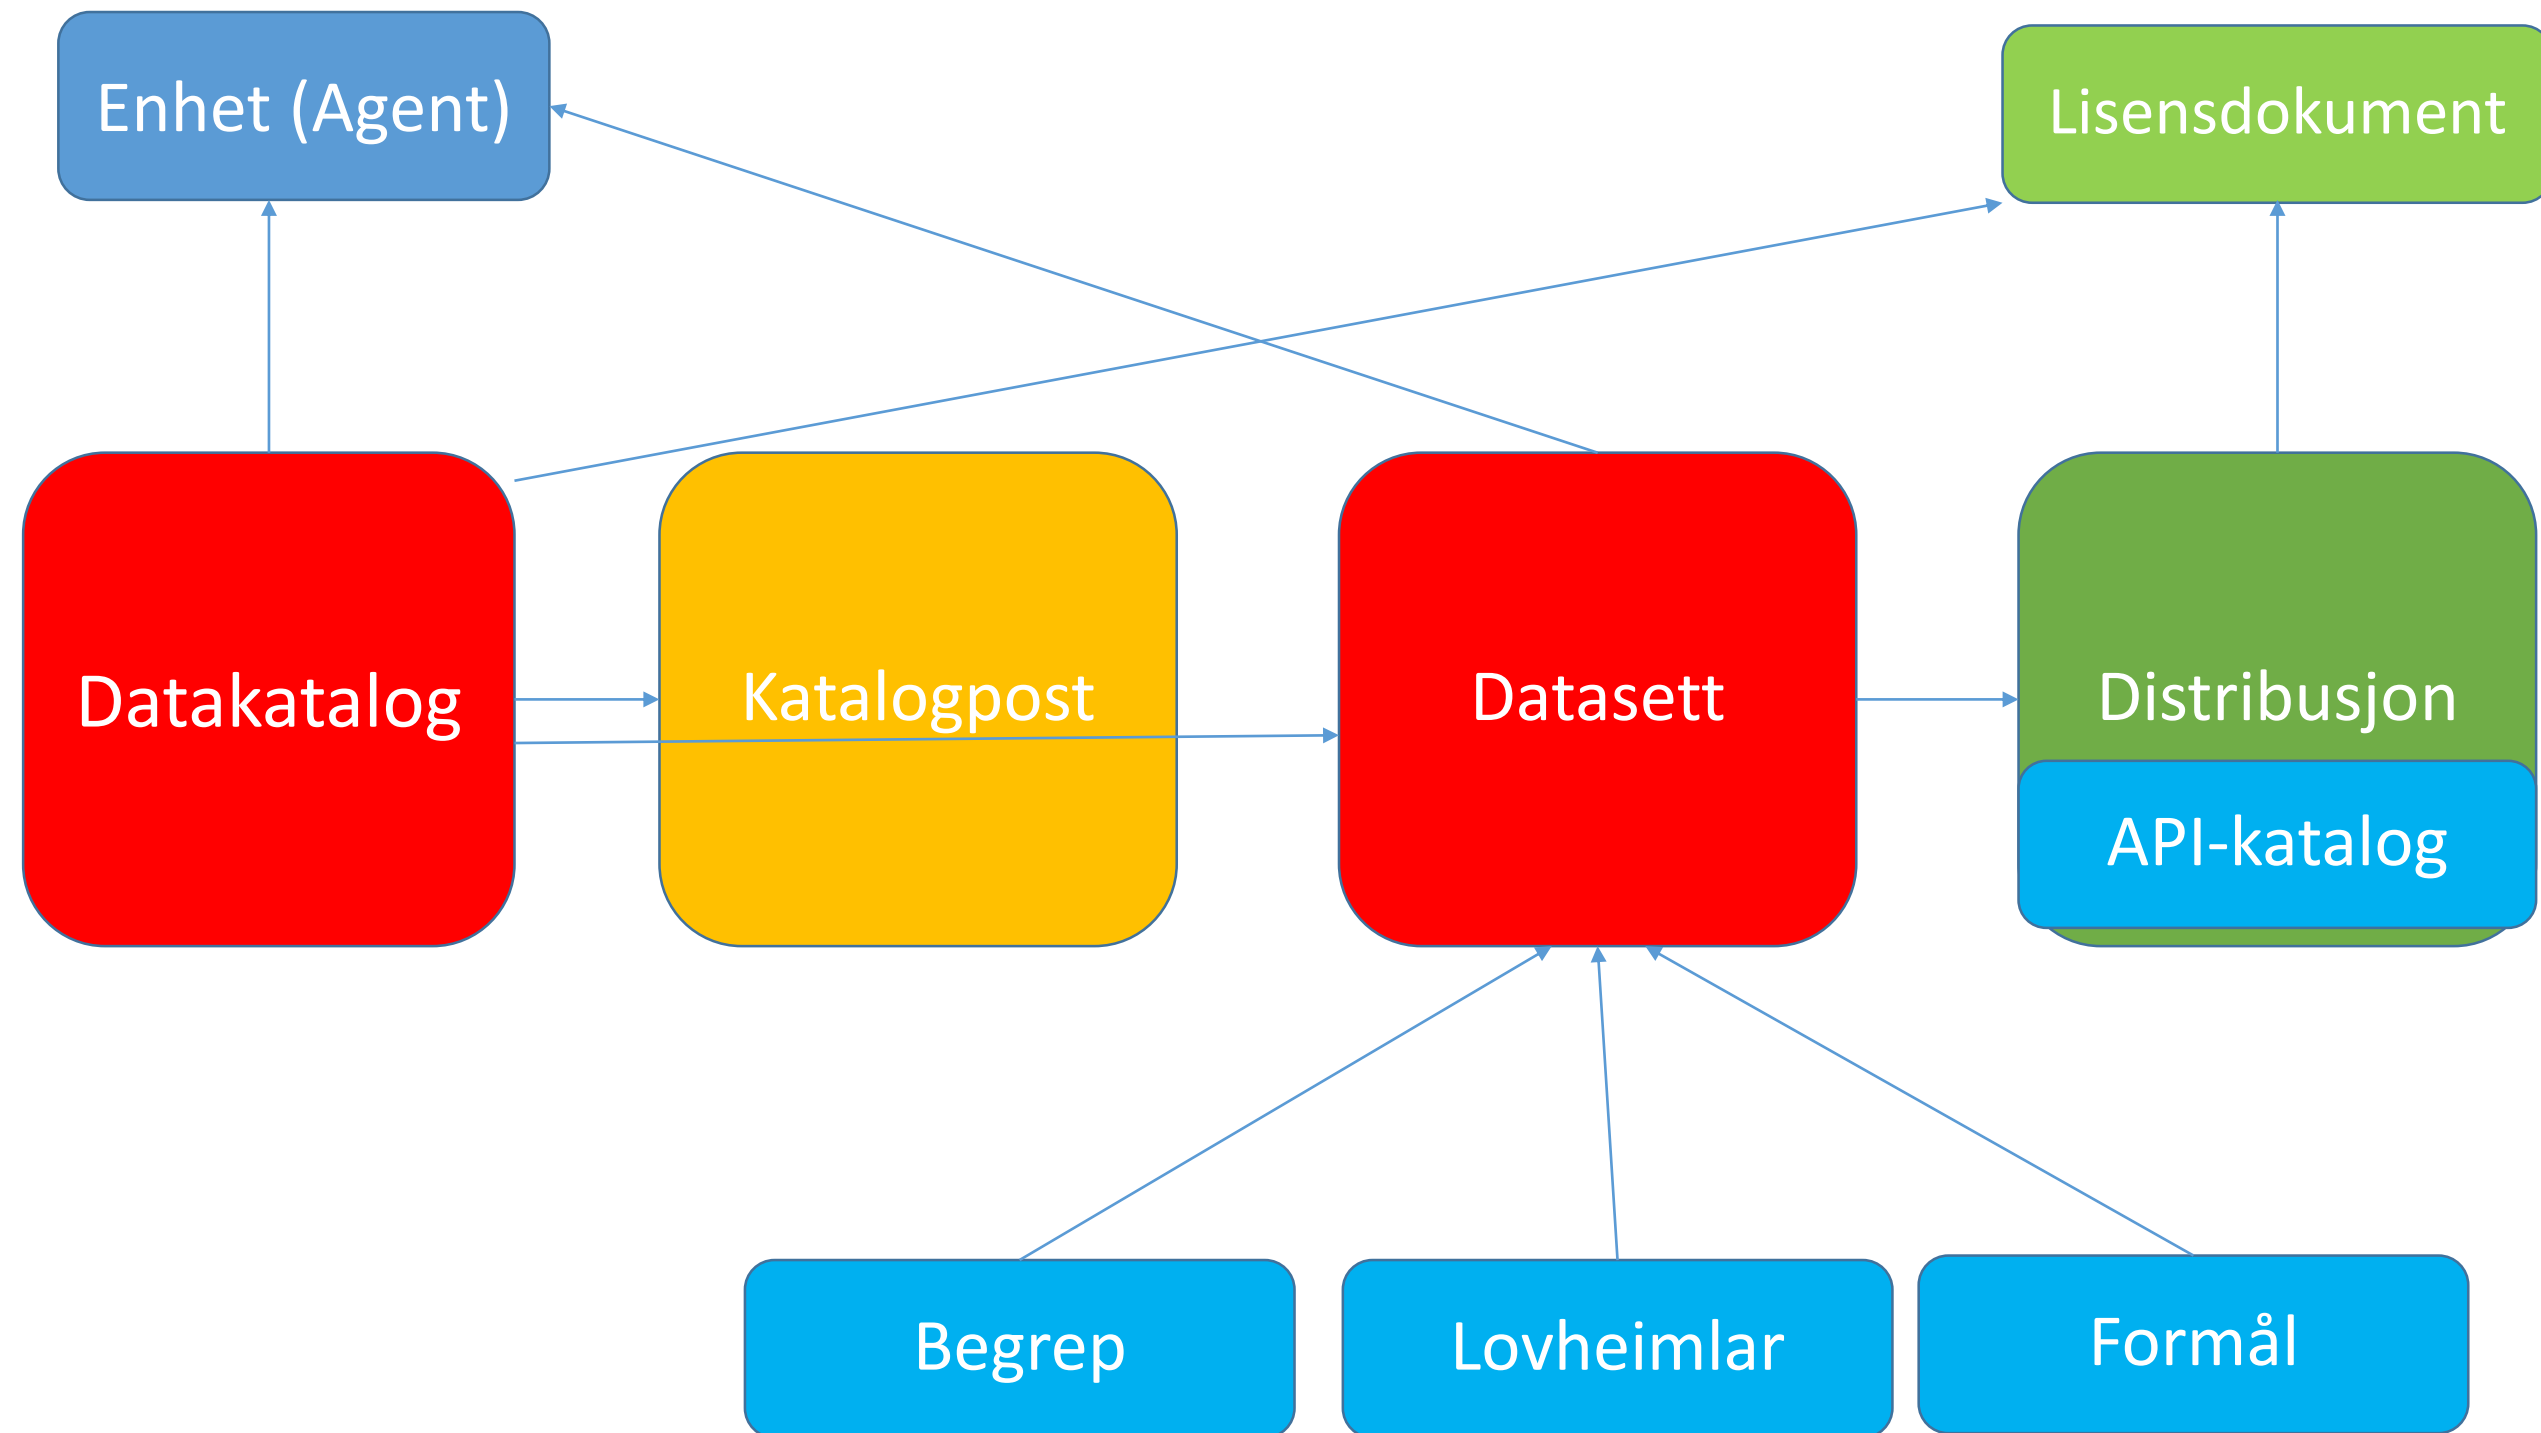 Enhet (Agent)
Lisensdokument
Datakatalog
Katalogpost
Datasett
Distribusjon
API-katalog
Begrep
Lovheimlar
Formål